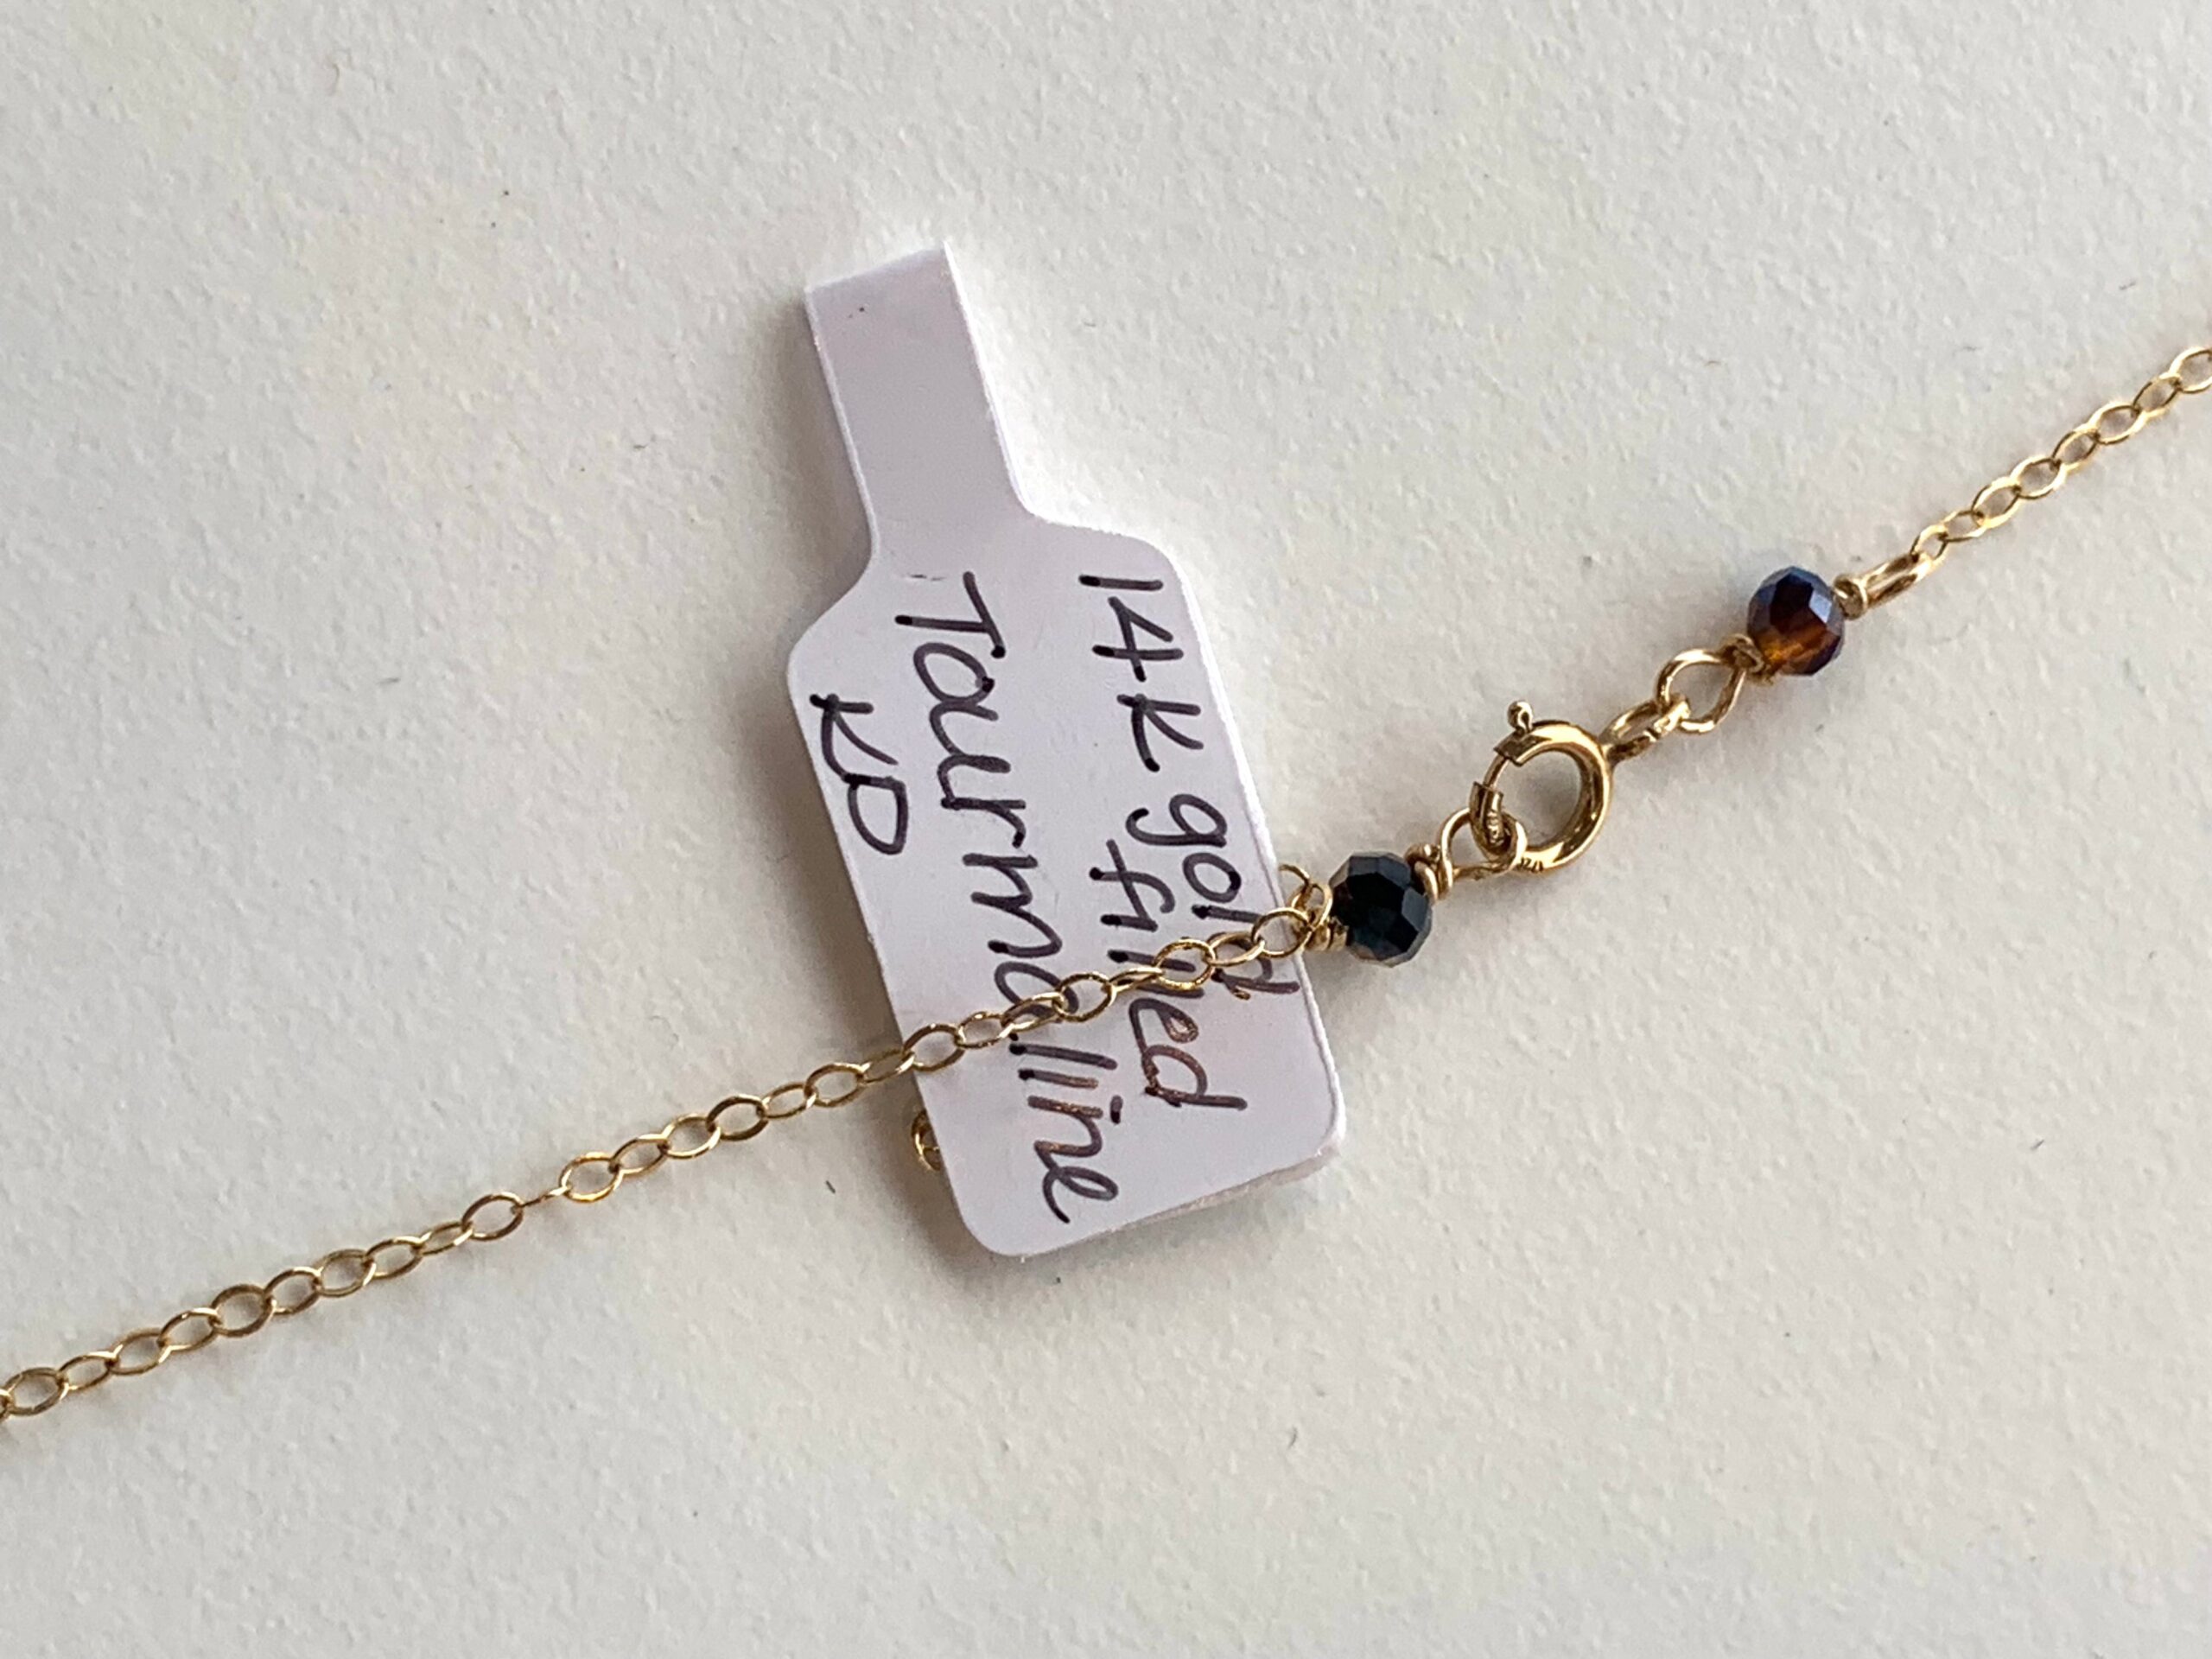 14K gold
filled
Tourmaline
KD